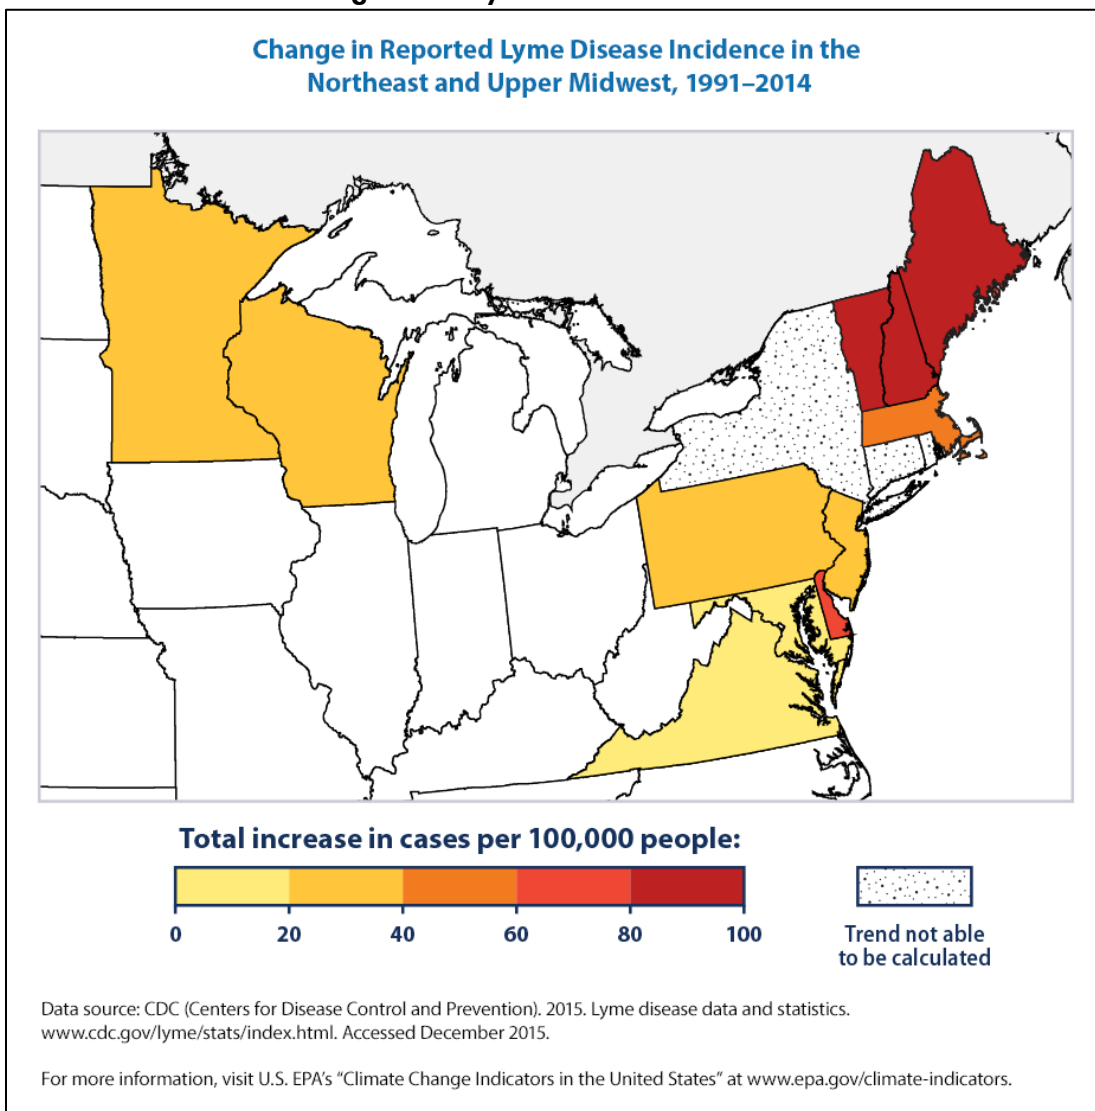 Change in Reported Lyme Disease Incidence in the
Northeast and Upper Midwest, 1991–2014
Total increase in cases per 100,000 people:
0 20 40 60 80 100
Trend not able
to be calculated
Data source: CDC (Centers for Disease Control and Prevention). 2015. Lyme disease data and statistics.
www.cdc.gov/lyme/stats/index.html. Accessed December 2015.
For more information, visit U.S. EPA’s “Climate Change Indicators in the United States” at www.epa.gov/climate-indicators.